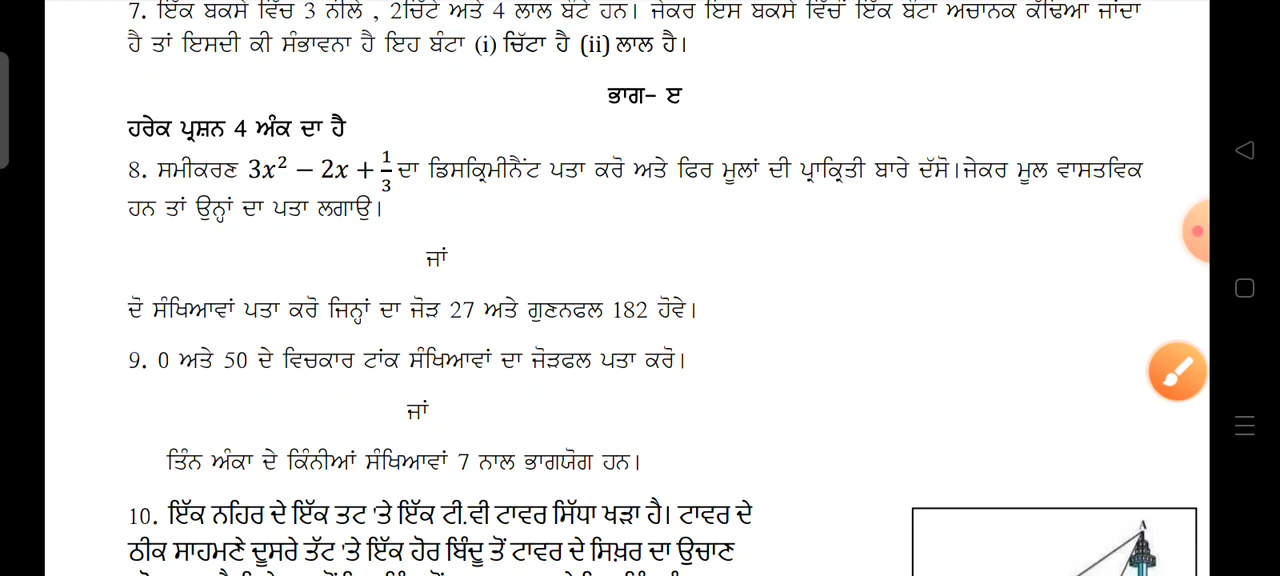 7. ਇੱਕ ਬਕਸੇ ਵਿੱਚ 3 ਨੀਲੇ , 2ਚਿੱਟੇ ਅਤੇ 4 ਲਾਲ ਬੰਟੇ ਹਨ। ਜੇਕਰ ਇਸ ਬਕਸੇ ਵਿੱਚੋਂ ਇੱਕ ਬੰਟਾ ਅਚਾਨਕ ਕੱਢਿਆ ਜਾਂਦਾ
ਹੈ ਤਾਂ ਇਸਦੀ ਕੀ ਸੰਭਾਵਨਾ ਹੈ ਇਹ ਬੰਟਾ (i) ਚਿੱਟਾ ਹੈ (ii) ਲਾਲ ਹੈ।
ਭਾਗ– ੲ
ਹਰੇਕ ਪ੍ਰਸ਼ਨ 4 ਅੰਕ ਦਾ ਹੈ
8. ਸਮੀਕਰਣ 3x² − 2x + 1/3 ਦਾ ਡਿਸਕ੍ਰਿਮੀਨੈਂਟ ਪਤਾ ਕਰੋ ਅਤੇ ਫਿਰ ਮੂਲਾਂ ਦੀ ਪ੍ਰਾਕ੍ਰਿਤੀ ਬਾਰੇ ਦੱਸੋ।ਜੇਕਰ ਮੂਲ ਵਾਸਤਵਿਕ
ਹਨ ਤਾਂ ਉਨ੍ਹਾਂ ਦਾ ਪਤਾ ਲਗਾਉ।
ਜਾਂ
ਦੋ ਸੰਖਿਆਵਾਂ ਪਤਾ ਕਰੋ ਜਿਨ੍ਹਾਂ ਦਾ ਜੋੜ 27 ਅਤੇ ਗੁਣਨਫਲ 182 ਹੋਵੇ।
9. 0 ਅਤੇ 50 ਦੇ ਵਿਚਕਾਰ ਟਾਂਕ ਸੰਖਿਆਵਾਂ ਦਾ ਜੋੜਫਲ ਪਤਾ ਕਰੋ।
ਜਾਂ
ਤਿੰਨ ਅੰਕਾ ਦੇ ਕਿੰਨੀਆਂ ਸੰਖਿਆਵਾਂ 7 ਨਾਲ ਭਾਗਯੋਗ ਹਨ।
10. ਇੱਕ ਨਹਿਰ ਦੇ ਇੱਕ ਤਟ 'ਤੇ ਇੱਕ ਟੀ.ਵੀ ਟਾਵਰ ਸਿੱਧਾ ਖੜਾ ਹੈ। ਟਾਵਰ ਦੇ
ਠੀਕ ਸਾਹਮਣੇ ਦੂਸਰੇ ਤੱਟ 'ਤੇ ਇੱਕ ਹੋਰ ਬਿੰਦੂ ਤੋਂ ਟਾਵਰ ਦੇ ਸਿਖ਼ਰ ਦਾ ਉਚਾਣ
A